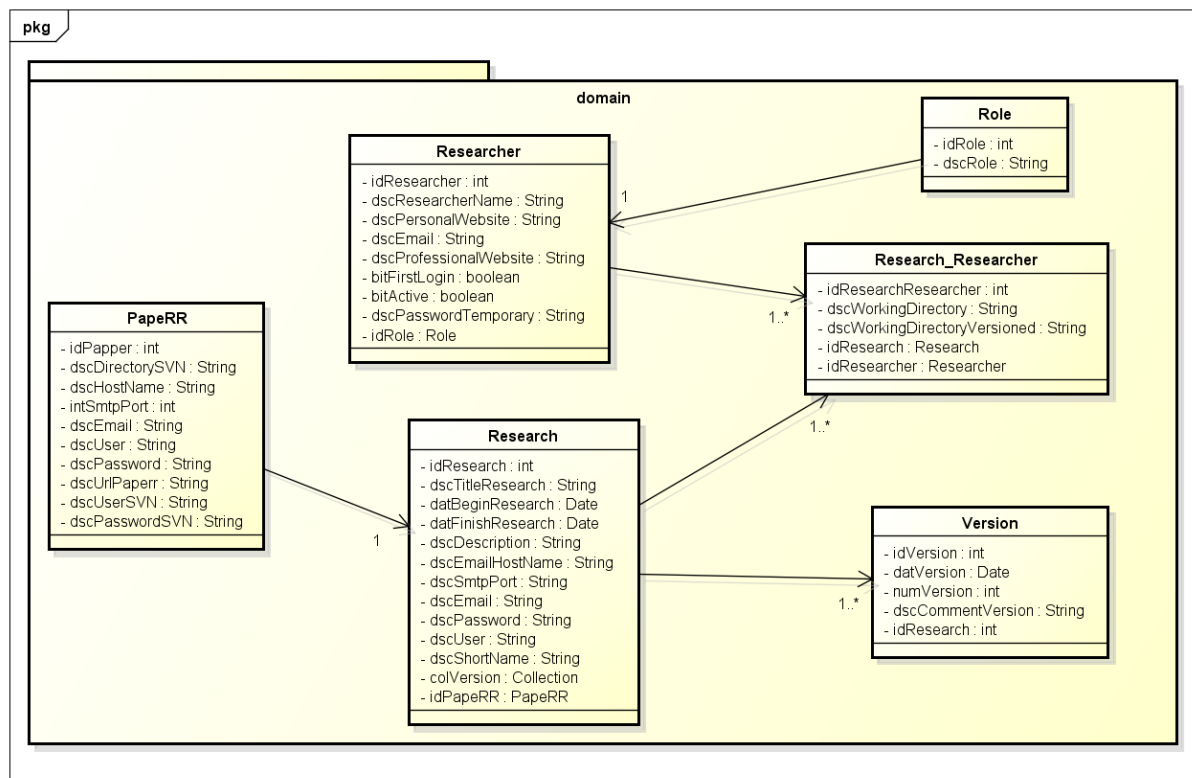 pkg
domain
Role
- idRole : int
- dscRole : String
Researcher
- idResearcher : int
- dscResearcherName : String
- dscPersonalWebsite : String
- dscEmail : String
- dscProfessionalWebsite : String
- bitFirstLogin : boolean
- bitActive : boolean
- dscPasswordTemporary : String
- idRole : Role
1
Research_Researcher
- idResearchResearcher : int
- dscWorkingDirectory : String
- dscWorkingDirectoryVersioned : String
- idResearch : Research
- idResearcher : Researcher
1..*
1..*
PapeRR
- idPapper : int
- dscDirectorySVN : String
- dscHostName : String
- intSmtpPort : int
- dscEmail : String
- dscUser : String
- dscPassword : String
- dscUrlPaperr : String
- dscUserSVN : String
- dscPasswordSVN : String
1
Research
- idResearch : int
- dscTitleResearch : String
- datBeginResearch : Date
- datFinishResearch : Date
- dscDescription : String
- dscEmailHostName : String
- dscSmtpPort : String
- dscEmail : String
- dscPassword : String
- dscUser : String
- dscShortName : String
- colVersion : Collection
- idPapeRR : PapeRR
Version
- idVersion : int
- datVersion : Date
- numVersion : int
- dscCommentVersion : String
- idResearch : int
1..*